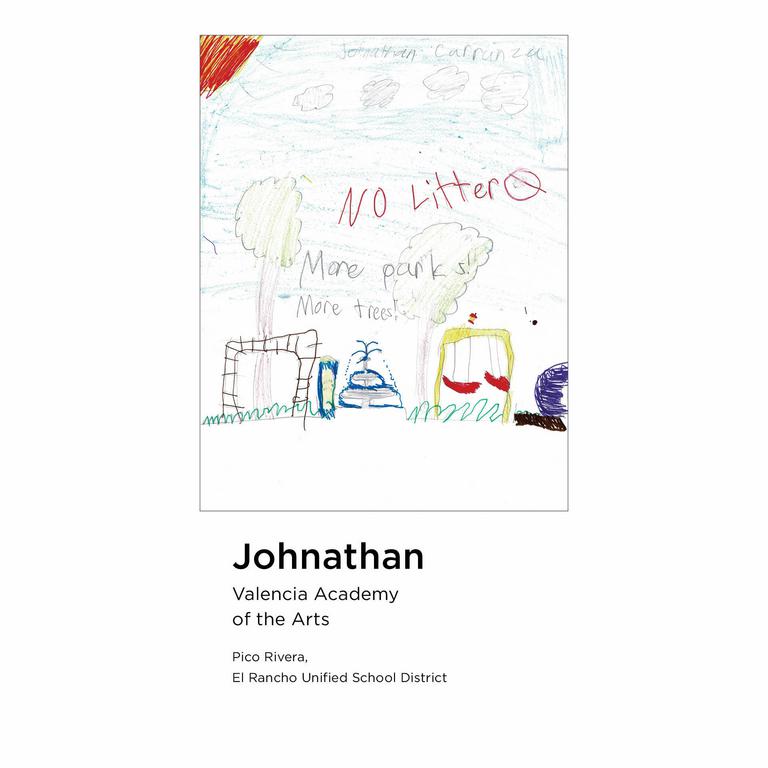 Johnathan Carranza
NO Litter
More parks!
More trees!
Johnathan
Valencia Academy
of the Arts
Pico Rivera,
El Rancho Unified School District